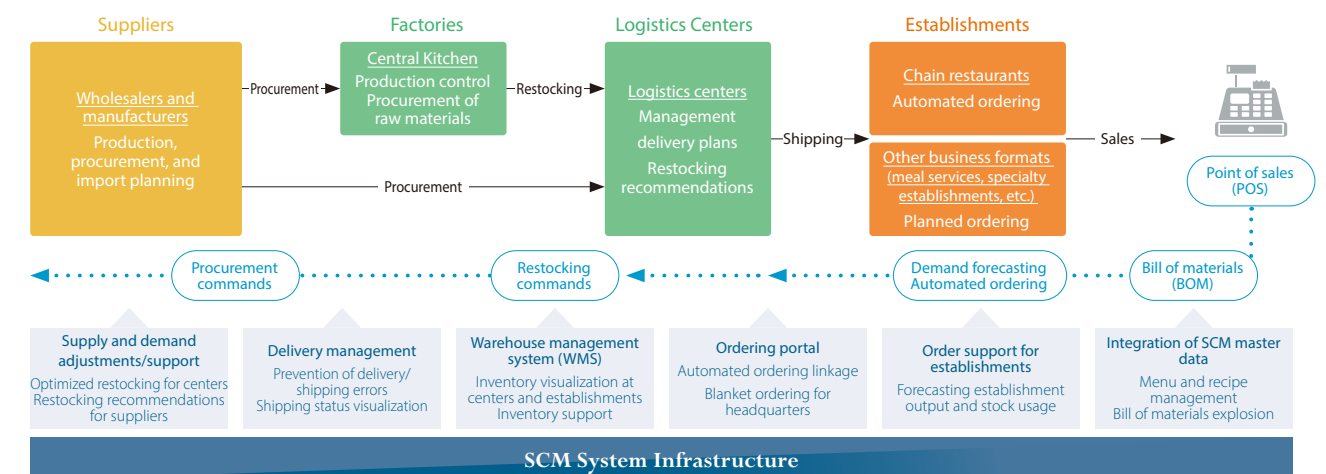 Suppliers
Factories
Logistics Centers
Establishments
Wholesalers and
manufacturers
Production,
procurement, and
import planning
Procurement
Central Kitchen
Production control
Procurement of
raw materials
Restocking
Procurement
Logistics centers
Management
delivery plans
Restocking
recommendations
Shipping
Chain restaurants
Automated ordering
Other business formats
(meal services, specialty
establishments, etc.)
Planned ordering
Sales
Point of sales
(POS)
Procurement
commands
Restocking
commands
Demand forecasting
Automated ordering
Bill of materials
(BOM)
Supply and demand
adjustments/support
Optimized restocking for centers
Restocking recommendations
for suppliers
Delivery management
Prevention of delivery/
shipping errors
Shipping status visualization
Warehouse management
system (WMS)
Inventory visualization at
centers and establishments
Inventory support
Ordering portal
Automated ordering linkage
Blanket ordering for
headquarters
Order support for
establishments
Forecasting establishment
output and stock usage
Integration of SCM master
data
Menu and recipe
management
Bill of materials explosion
SCM System Infrastructure